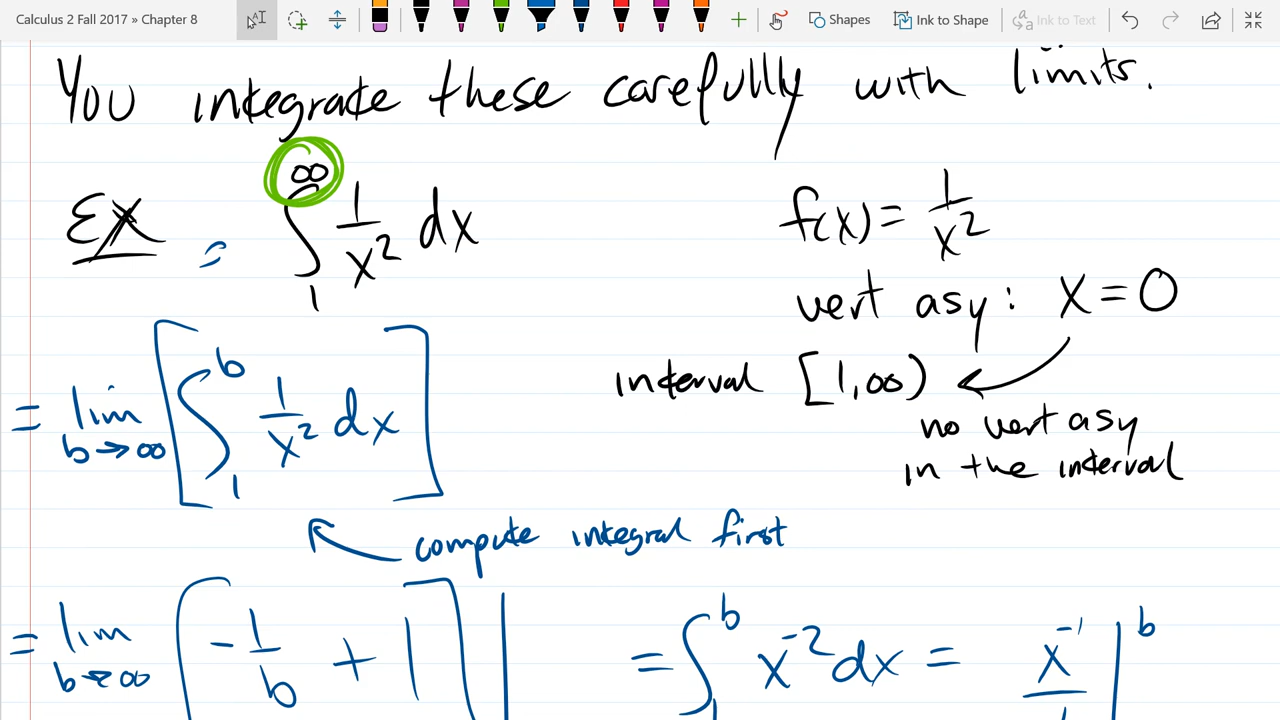 Calculus 2 Fall 2017 » Chapter 8
Shapes
Ink to Shape
Ink to Text
You integrate these carefully with limits.
Ex = ∫₁^∞ 1/x² dx
f(x) = 1/x²
vert asy: x = 0
interval [1, ∞)
no vert asy
in the interval
= lim b→∞ [∫₁^b 1/x² dx]
compute integral first
= lim b→∞ [-1/b + 1]
= ∫₁^b x⁻² dx = x⁻¹/ |^b